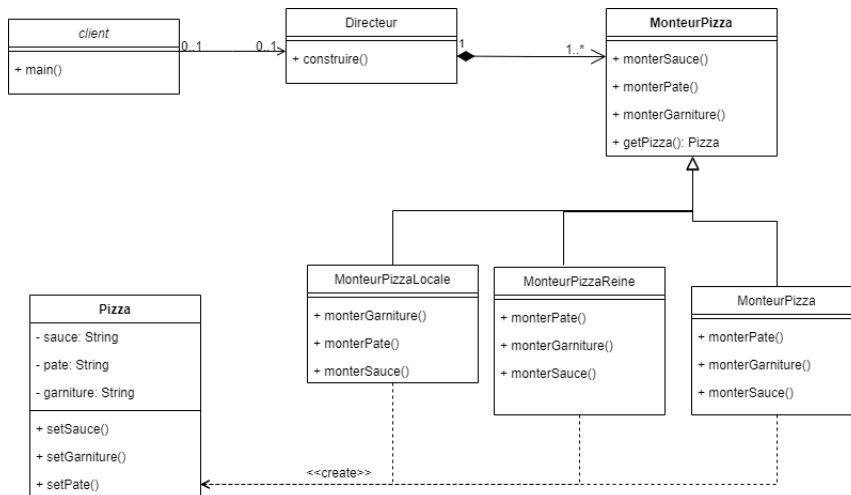 client
+ main()
0..1
0..1
Directeur
+ construire()
1
1..*
MonteurPizza
+ monterSauce()
+ monterPate()
+ monterGarniture()
+ getPizza(): Pizza
MonteurPizzaLocale
+ monterGarniture()
+ monterPate()
+ monterSauce()
MonteurPizzaReine
+ monterPate()
+ monterGarniture()
+ monterSauce()
MonteurPizza
+ monterPate()
+ monterGarniture()
+ monterSauce()
Pizza
- sauce: String
- pate: String
- garniture: String
+ setSauce()
+ setGarniture()
+ setPate()
<<create>>